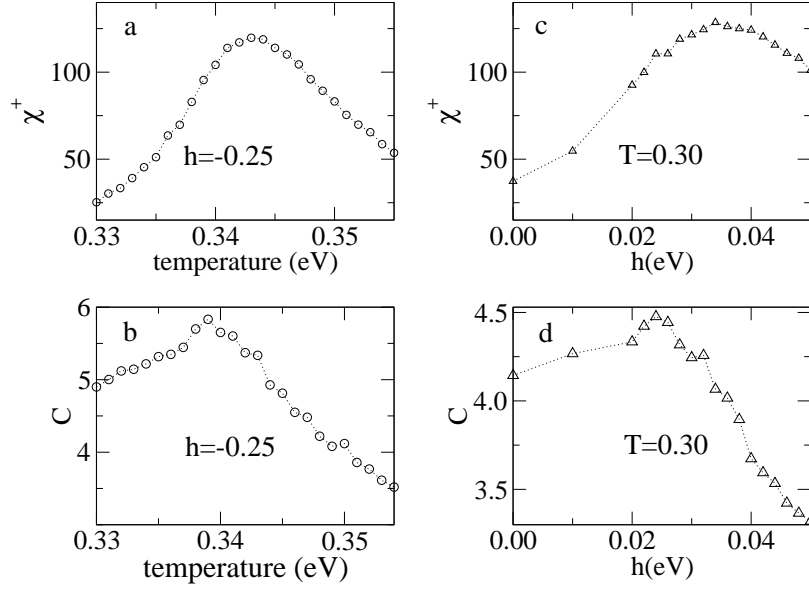 a
100
50
χ+
h=-0.25
0.33 0.34 0.35
temperature (eV)
c
100
50
χ+
T=0.30
0.00 0.02 0.04
h(eV)
b
6
5
4
3
C
h=-0.25
0.33 0.34 0.35
temperature (eV)
d
4.5
4.0
3.5
C
T=0.30
0.00 0.02 0.04
h(eV)